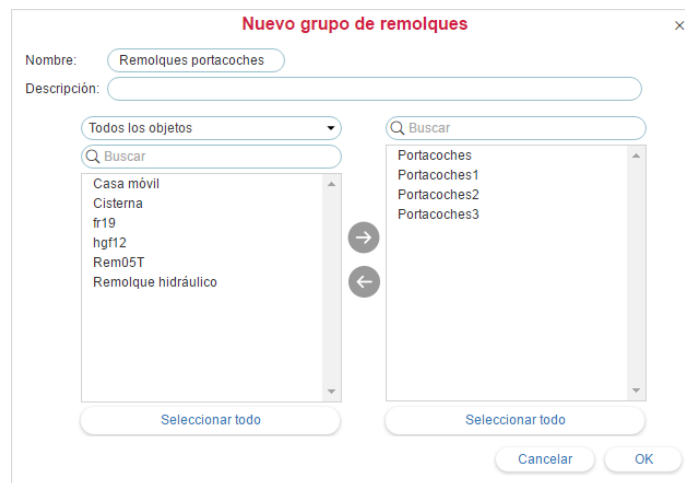 Nuevo grupo de remolques
×
Nombre: Remolques portacoches
Descripción:
Todos los objetos
Buscar
Casa móvil
Cisterna
fr19
hgf12
Rem05T
Remolque hidráulico
Seleccionar todo
Buscar
Portacoches
Portacoches1
Portacoches2
Portacoches3
Seleccionar todo
Cancelar OK